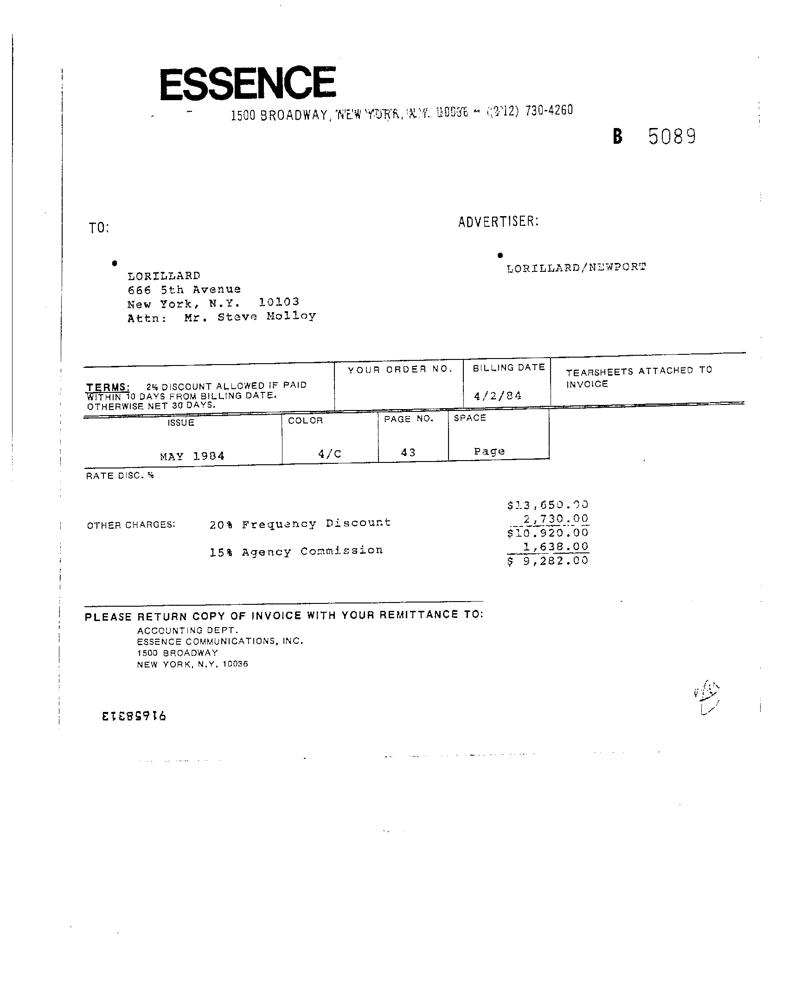 ESSENCE
1500 BROADWAY, NEW YORK, N.Y. 10036 – (212) 730-4260
B 5089
TO:
ADVERTISER:
LORILLARD
666 5th Avenue
New York, N.Y. 10103
Attn: Mr. Steve Molloy
LORILLARD/NEWPORT
TERMS: 2% DISCOUNT ALLOWED IF PAID
WITHIN 10 DAYS FROM BILLING DATE.
OTHERWISE NET 30 DAYS.
YOUR ORDER NO.
BILLING DATE
4/2/84
TEARSHEETS ATTACHED TO
INVOICE
ISSUE
COLOR
PAGE NO.
SPACE
MAY 1984
4/C
43
Page
RATE DISC. %
$13,650.00
OTHER CHARGES: 20% Frequency Discount 2,730.00
$10.920.00
15% Agency Commission 1,638.00
$ 9,282.00
PLEASE RETURN COPY OF INVOICE WITH YOUR REMITTANCE TO:
ACCOUNTING DEPT.
ESSENCE COMMUNICATIONS, INC.
1500 BROADWAY
NEW YORK, N.Y. 10036
91658313